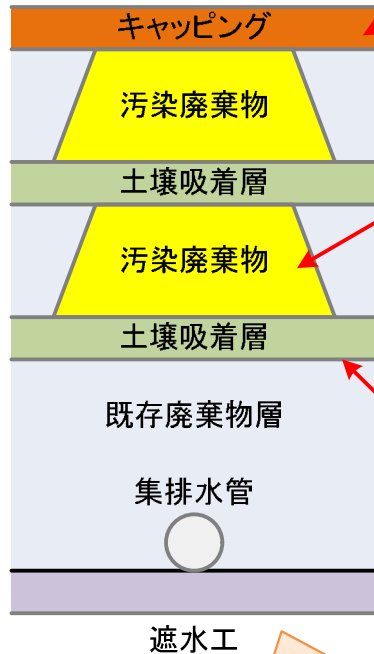 キャッピング
汚染廃棄物
土壌吸着層
汚染廃棄物
土壌吸着層
既存廃棄物層
集排水管
遮水工